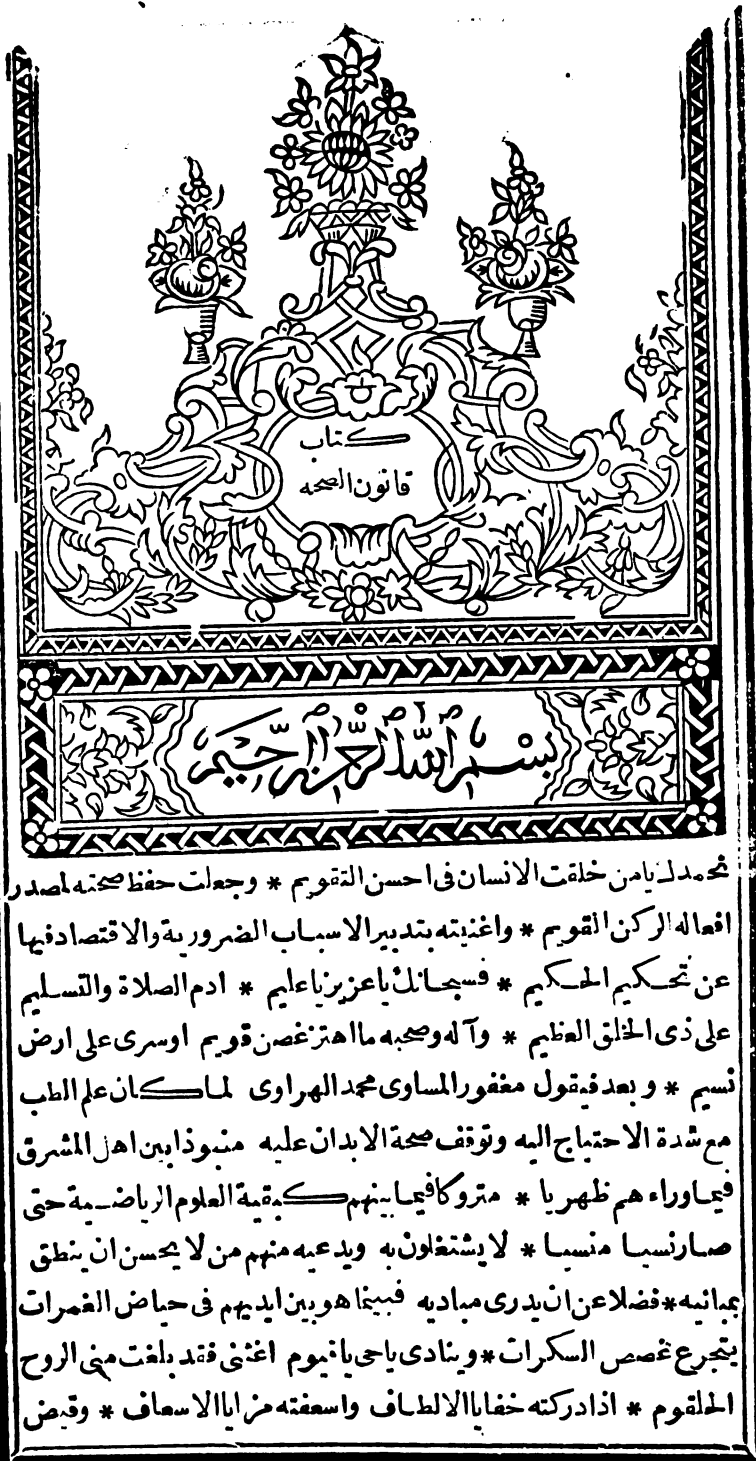 كتاب
قانون الصحه
بسم الله الرحمن الرحيم
نحمدك يا من خلقت الانسان فى احسن التقويم * وجعلت حفظ صحته لمصدر
افعاله الركن القويم * واغنيته بتدبير الاسباب الضرورية والاقتصاد فيها
عن تحكيم الحكيم * فسبحانك يا عزيز يا عليم * ادم الصلاة والتسليم
على ذى الخلق العظيم * وآله وصحبه ما اهتز غصن قويم اوسرى على ارض
نسيم * وبعد فيقول مغفور المساوى محمد الهراوى لما كان علم الطب
مع شدة الاحتياج اليه وتوقف صحة الابدان عليه منبوذا بين اهل المشرق
فيما وراءهم ظهريا * متروكا فيما بينهم كبقية العلوم الرياضية حتى
صار نسيا منسيا * لا يشتغلون به ويدعيه منهم من لا يحسن ان ينطق
بمبانيه * فضلا عن ان يدرى مباديه فبينما هو بين ايديهم فى حياض الغمرات
يتجرع غصص السكرات * وينادى يا حى يا قيوم اغثنى فقد بلغت منى الروح
الحلقوم * اذ ادركته خفايا الالطاف واسعفته مزايا الاسعاف * وقيض